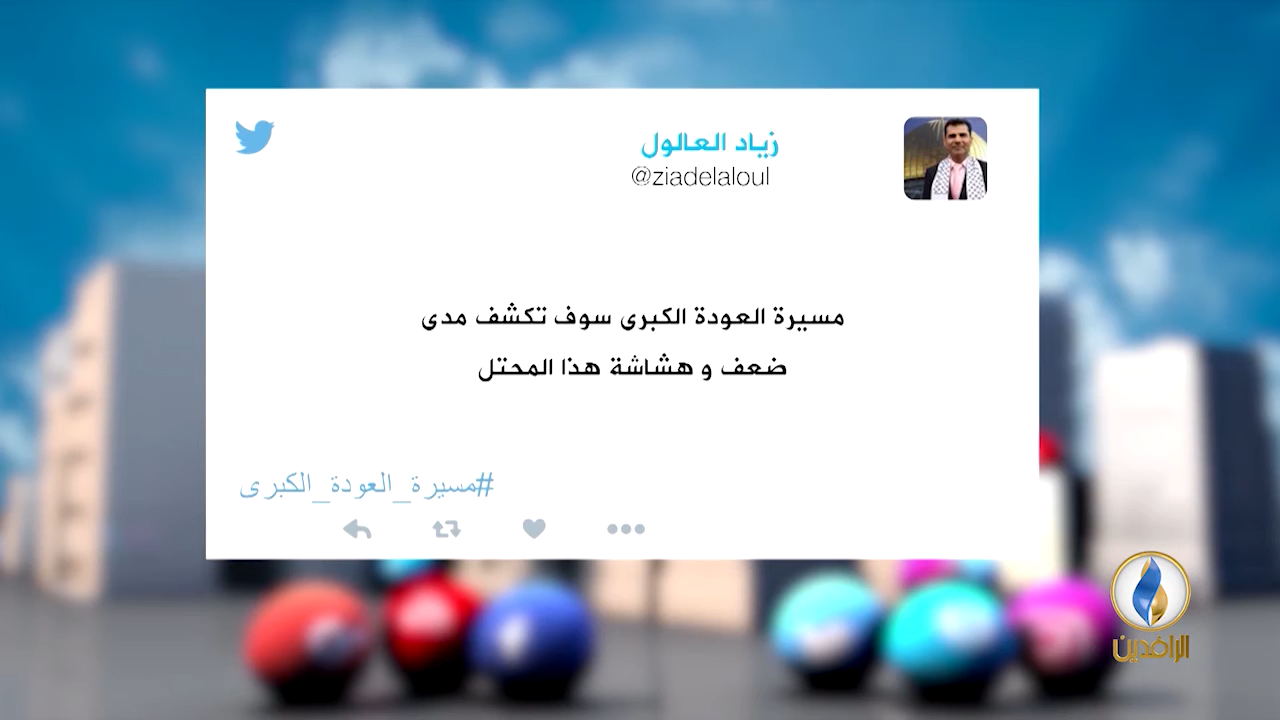 زياد العالول
@ziadelaloul
مسيرة العودة الكبرى سوف تكشف مدى
ضعف و هشاشة هذا المحتل
#مسيرة_العودة_الكبرى
الرافدين